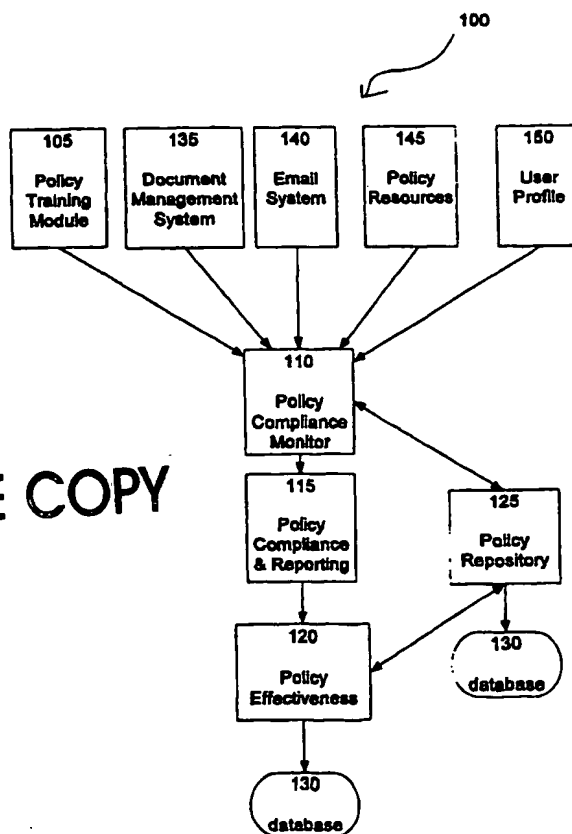 100
105
Policy
Training
Module
135
Document
Management
System
140
Email
System
145
Policy
Resources
150
User
Profile
110
Policy
Compliance
Monitor
E COPY
115
Policy
Compliance
& Reporting
125
Policy
Repository
120
Policy
Effectiveness
130
database
130
database